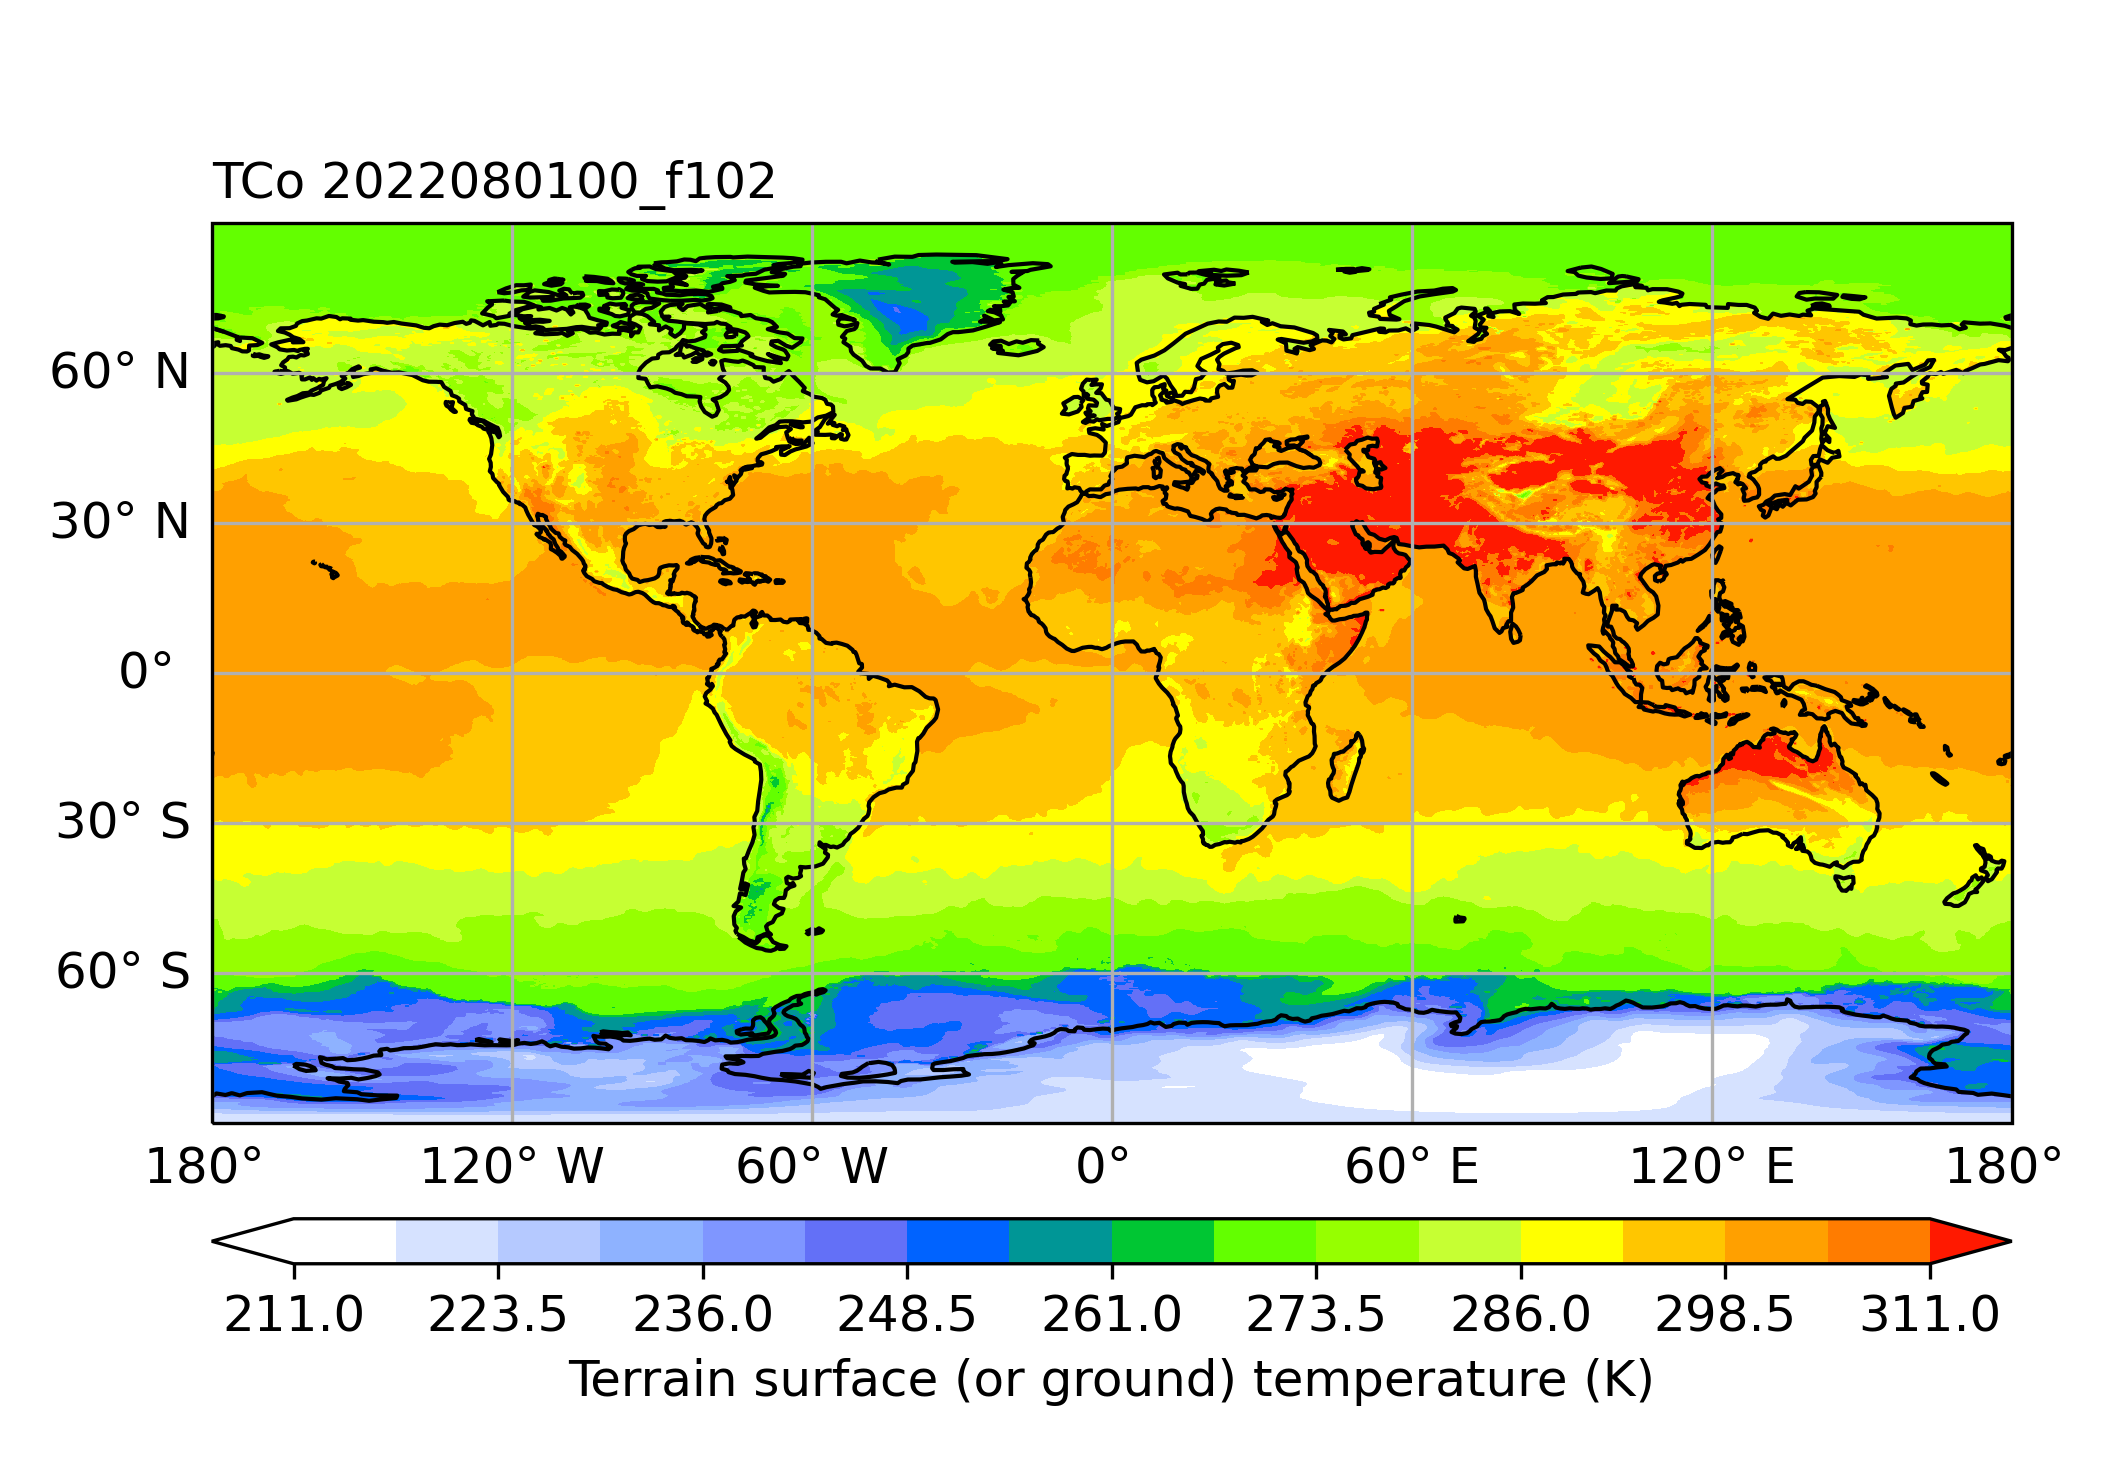 TCo 2022080100_f102
60° N
30° N
0°
30° S
60° S
180° 120° W 60° W 0° 60° E 120° E 180°
211.0 223.5 236.0 248.5 261.0 273.5 286.0 298.5 311.0
Terrain surface (or ground) temperature (K)